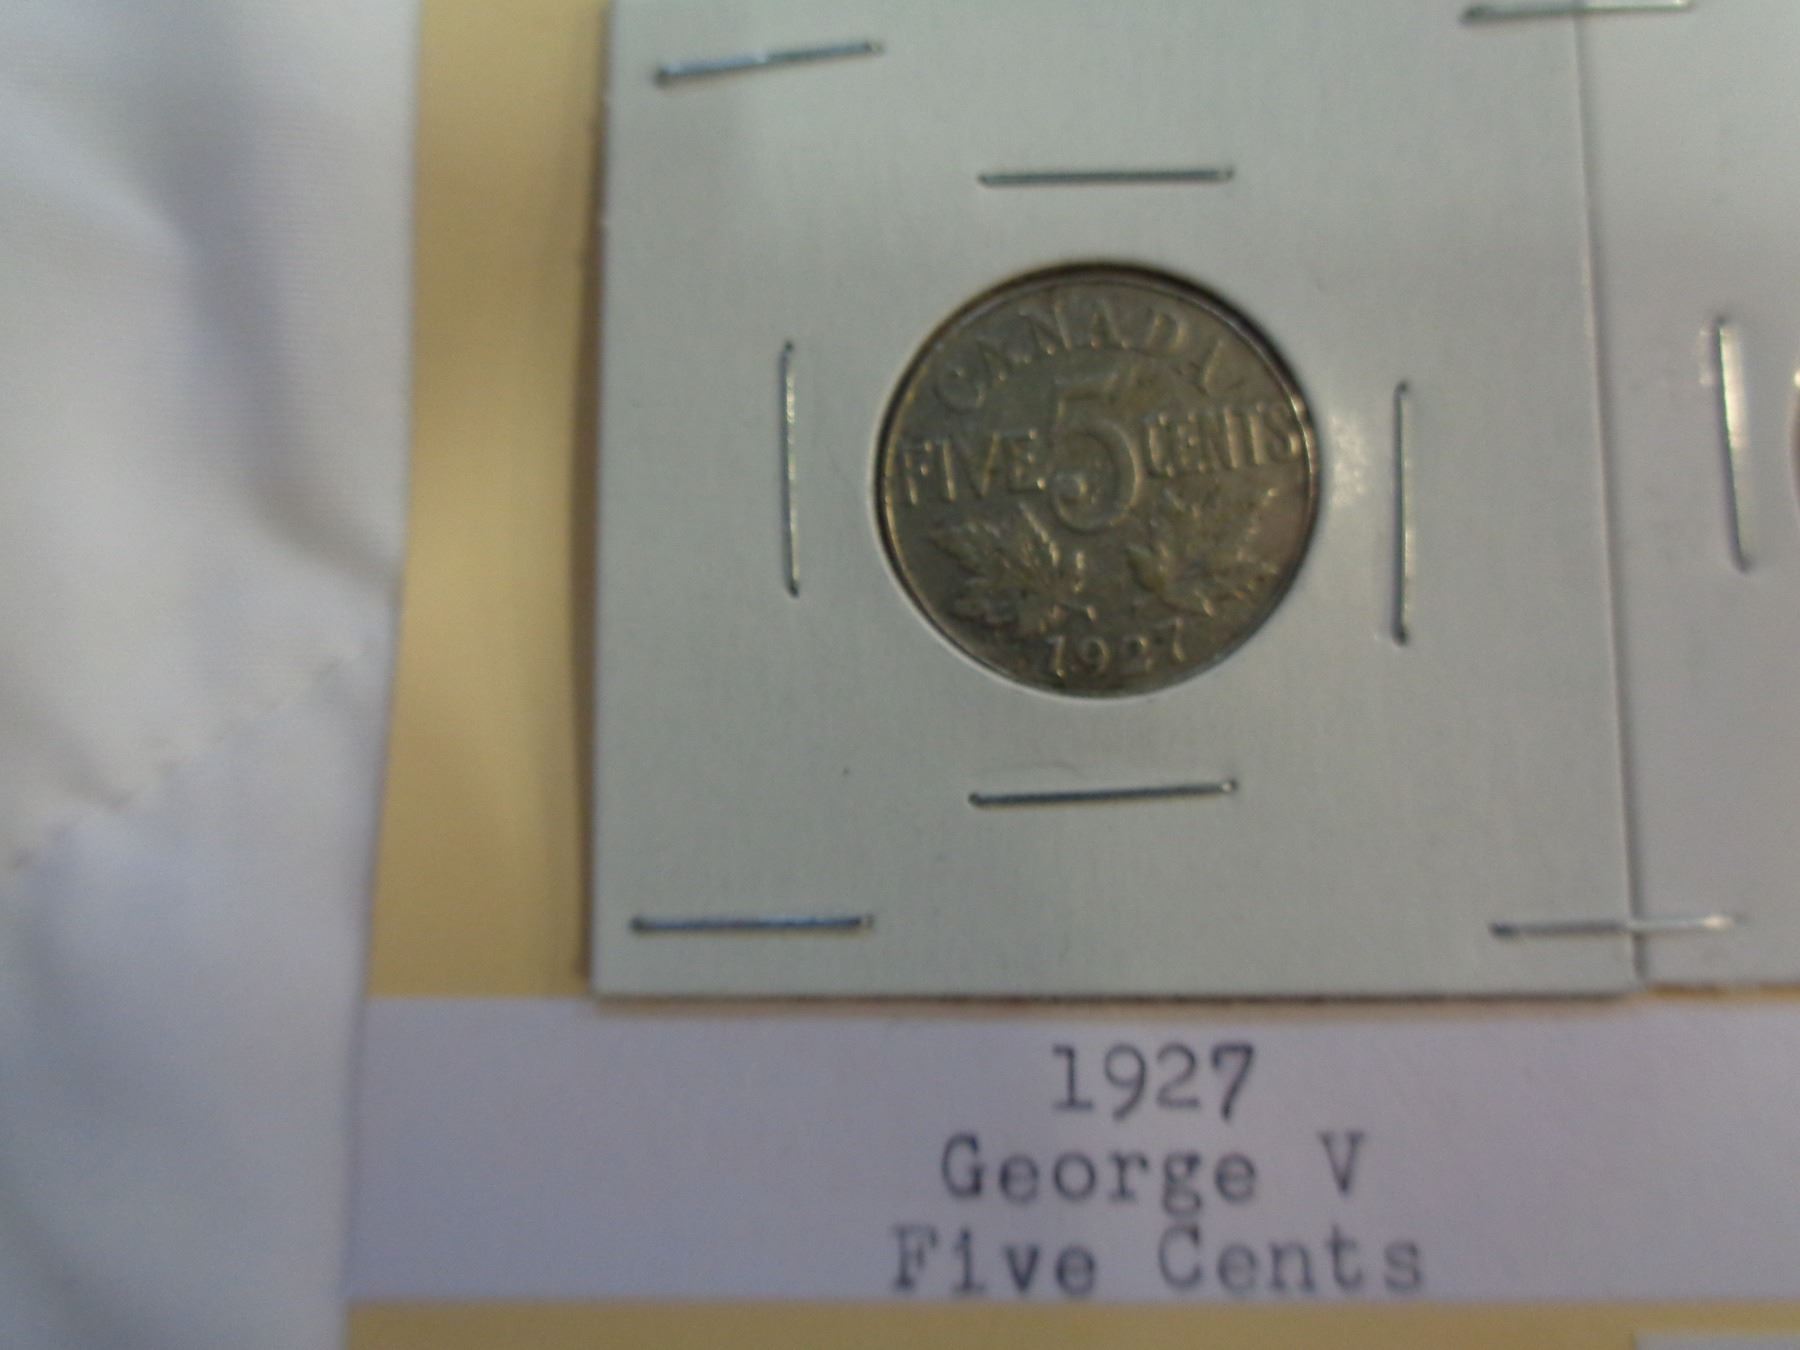 CANADA
FIVE 5 CENTS
1927
1927
George V
Five Cents